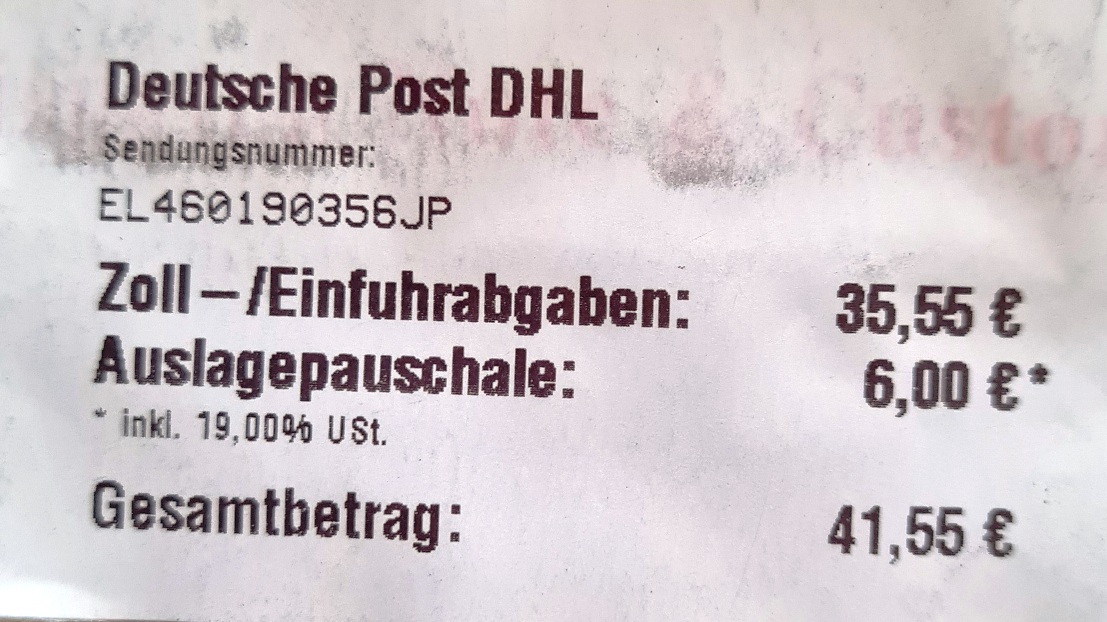 Deutsche Post DHL
Sendungsnummer:
EL460190356JP
Zoll-/Einfuhrabgaben: 35,55 €
Auslagepauschale: 6,00 €*
* inkl. 19,00% USt.
Gesamtbetrag: 41,55 €